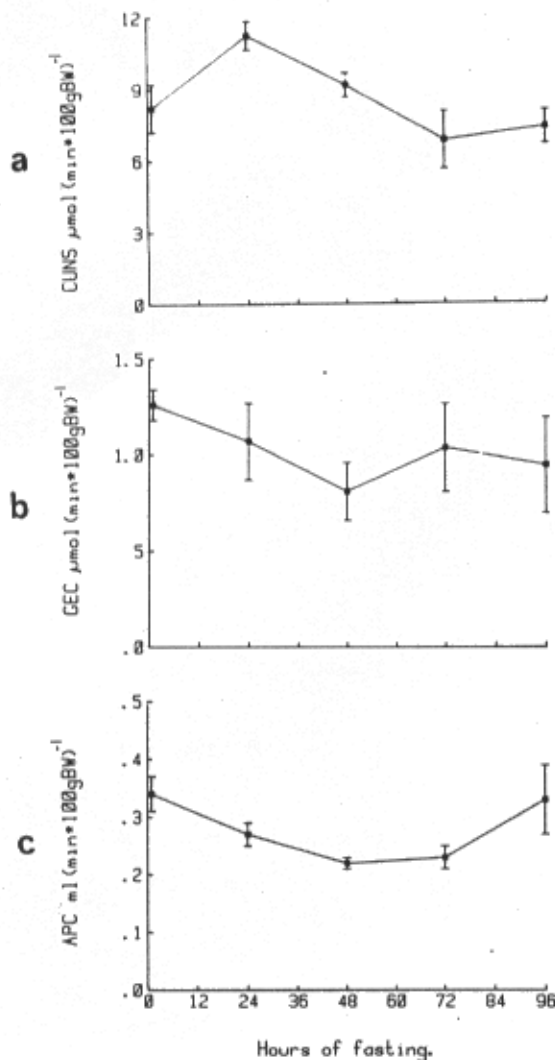 a
CUNS µmol(min*100gBW)-1
12
9
6
3
0
b
GEC µmol(min*100gBW)-1
1.5
1.0
5
.0
c
APC ml(min*100gBW)-1
.5
.4
.3
.2
.1
.0
0 12 24 36 48 60 72 84 96
Hours of fasting.